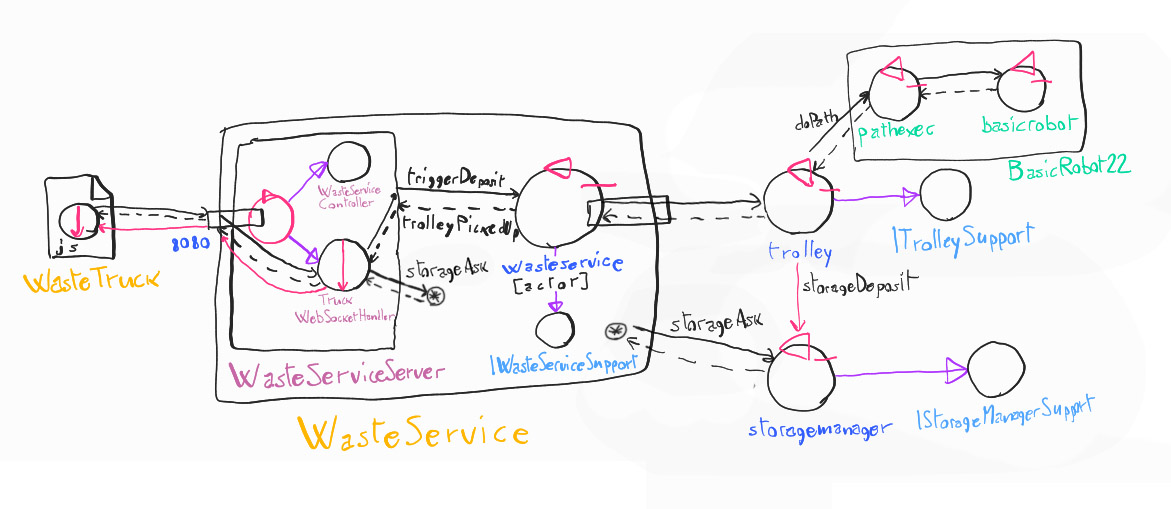 doPath
pathexec
basicrobot
BasicRobot22
WasteService
Controller
triggerDeposit
trolleyPickedUp
js
8080
WasteTruck
Truck
WebSocketHandler
storageAsk
*
wasteservice
[actor]
trolley
ITrolleySupport
storageDeposit
*
storageAsk
IWasteServiceSupport
WasteServiceServer
WasteService
storagemanager
IStorageManagerSupport